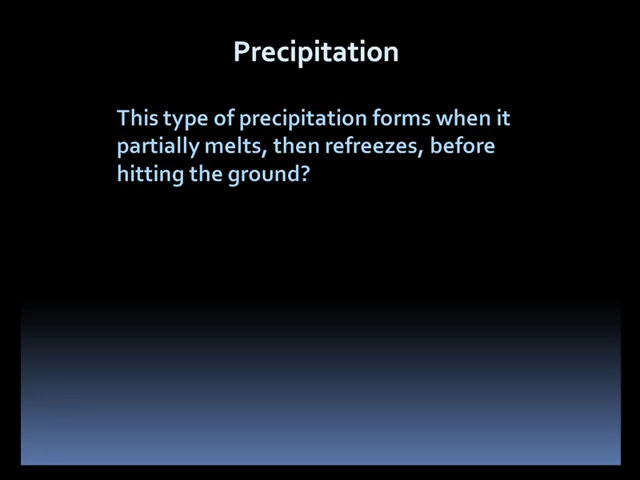 Precipitation
This type of precipitation forms when it
partially melts, then refreezes, before
hitting the ground?